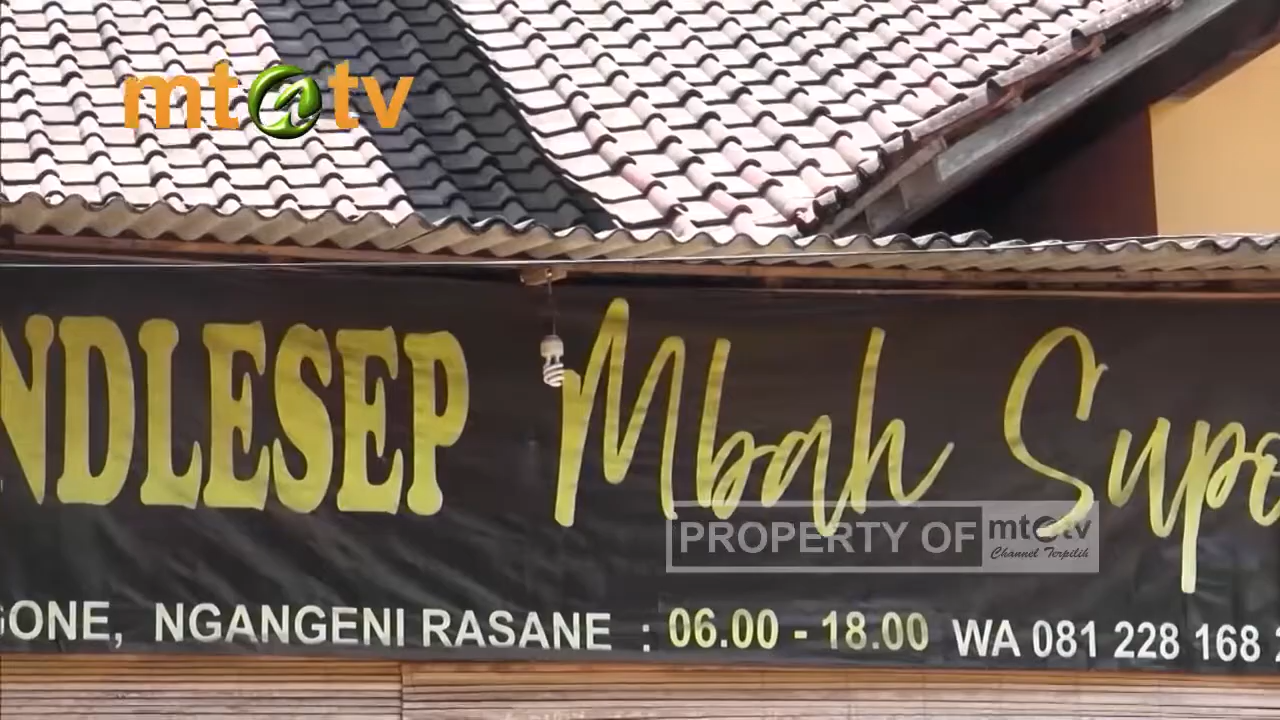 mt@tv
NDLESEP Mbah Supo
PROPERTY OF mt@tv
Channel Terpilih
GONE, NGANGENI RASANE : 06.00 - 18.00 WA 081 228 168